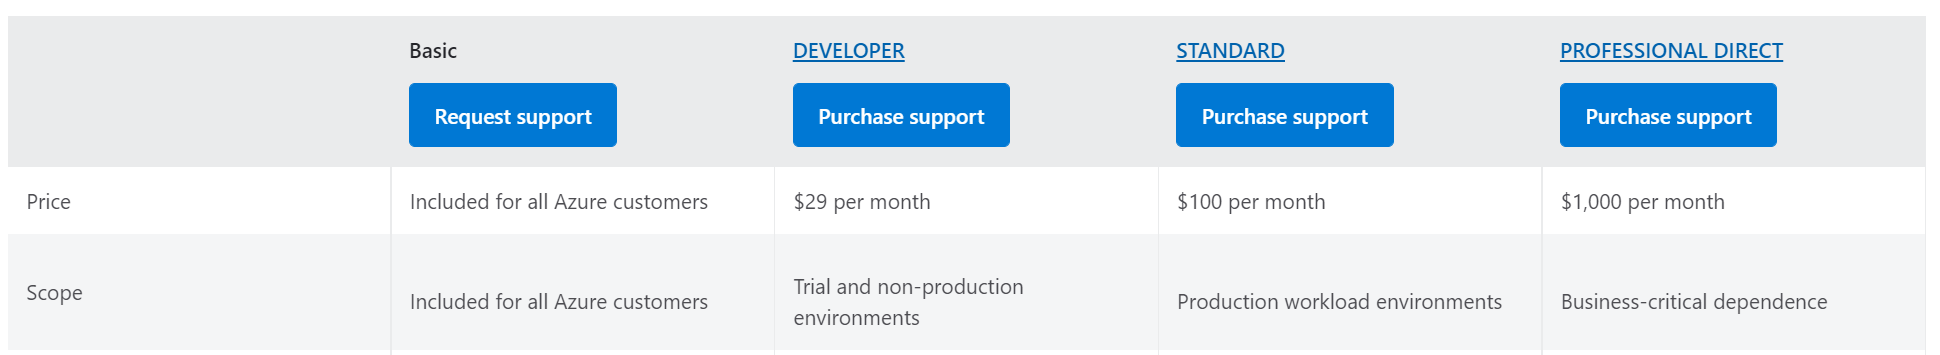 Basic
DEVELOPER
STANDARD
PROFESSIONAL DIRECT
Request support
Purchase support
Purchase support
Purchase support
Price
Included for all Azure customers
$29 per month
$100 per month
$1,000 per month
Scope
Included for all Azure customers
Trial and non-production
environments
Production workload environments
Business-critical dependence